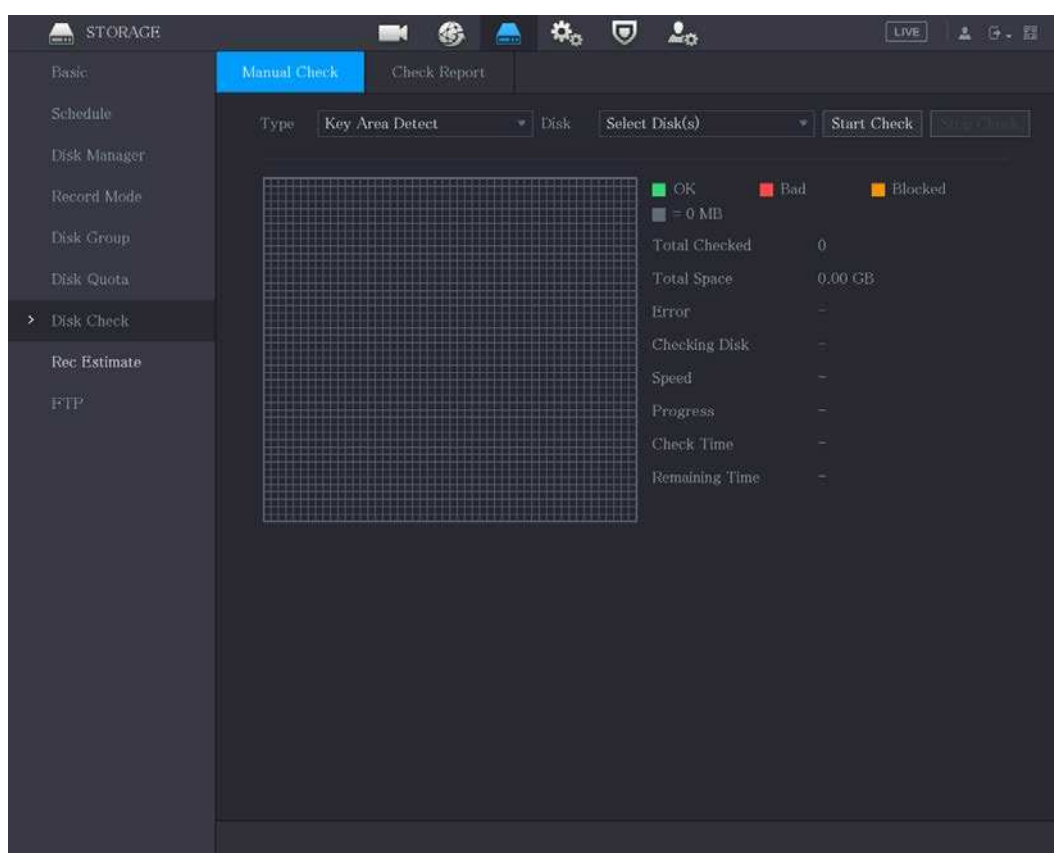 STORAGE
LIVE
Basic
Manual Check
Check Report
Schedule
Type Key Area Detect Disk Select Disk(s) Start Check Stop Check
Disk Manager
Record Mode
OK Bad Blocked
= 0 MB
Disk Group
Total Checked 0
Disk Quota
Total Space 0.00 GB
Error -
Disk Check
Checking Disk -
Rec Estimate
Speed -
FTP
Progress -
Check Time -
Remaining Time -